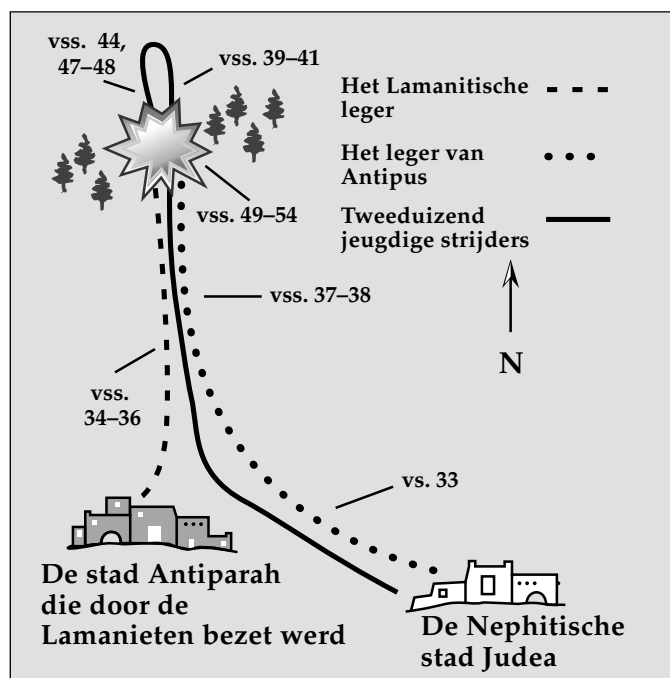 vss. 44,
47–48
vss. 39–41
Het Lamanitische
leger
Het leger van
Antipus
vss. 49–54
Tweeduizend
jeugdige strijders
vss. 37–38
N
vss.
34–36
vs. 33
De stad Antiparah
die door de
Lamanieten bezet werd
De Nephitische
stad Judea